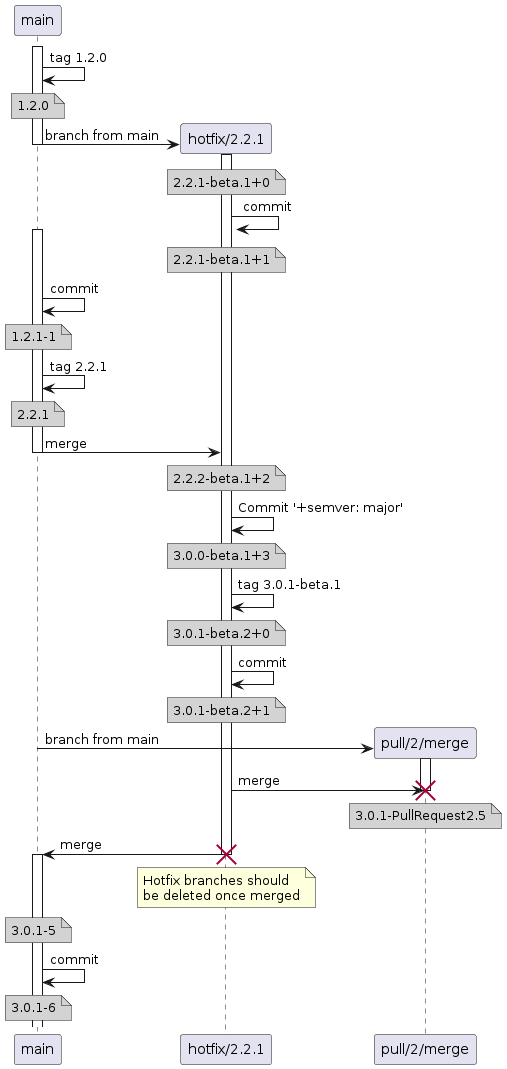 main
tag 1.2.0
1.2.0
branch from main
hotfix/2.2.1
2.2.1-beta.1+0
commit
2.2.1-beta.1+1
commit
1.2.1-1
tag 2.2.1
2.2.1
merge
2.2.2-beta.1+2
Commit '+semver: major'
3.0.0-beta.1+3
tag 3.0.1-beta.1
3.0.1-beta.2+0
commit
3.0.1-beta.2+1
branch from main
pull/2/merge
merge
3.0.1-PullRequest2.5
merge
Hotfix branches should
be deleted once merged
3.0.1-5
commit
3.0.1-6
main
hotfix/2.2.1
pull/2/merge